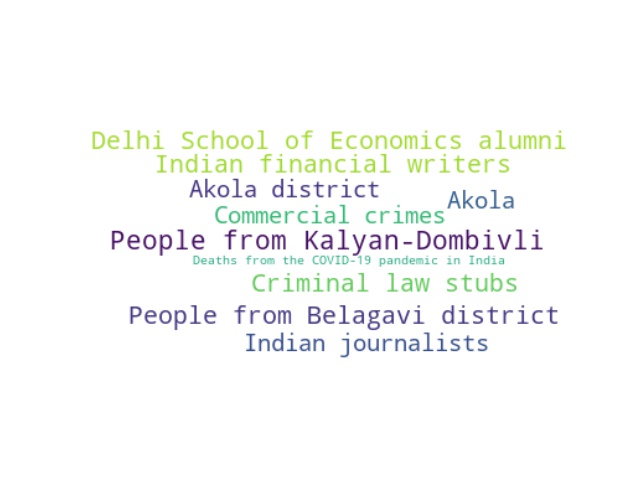 Delhi School of Economics alumni
Indian financial writers
Akola district
Akola
Commercial crimes
People from Kalyan-Dombivli
Deaths from the COVID-19 pandemic in India
Criminal law stubs
People from Belagavi district
Indian journalists